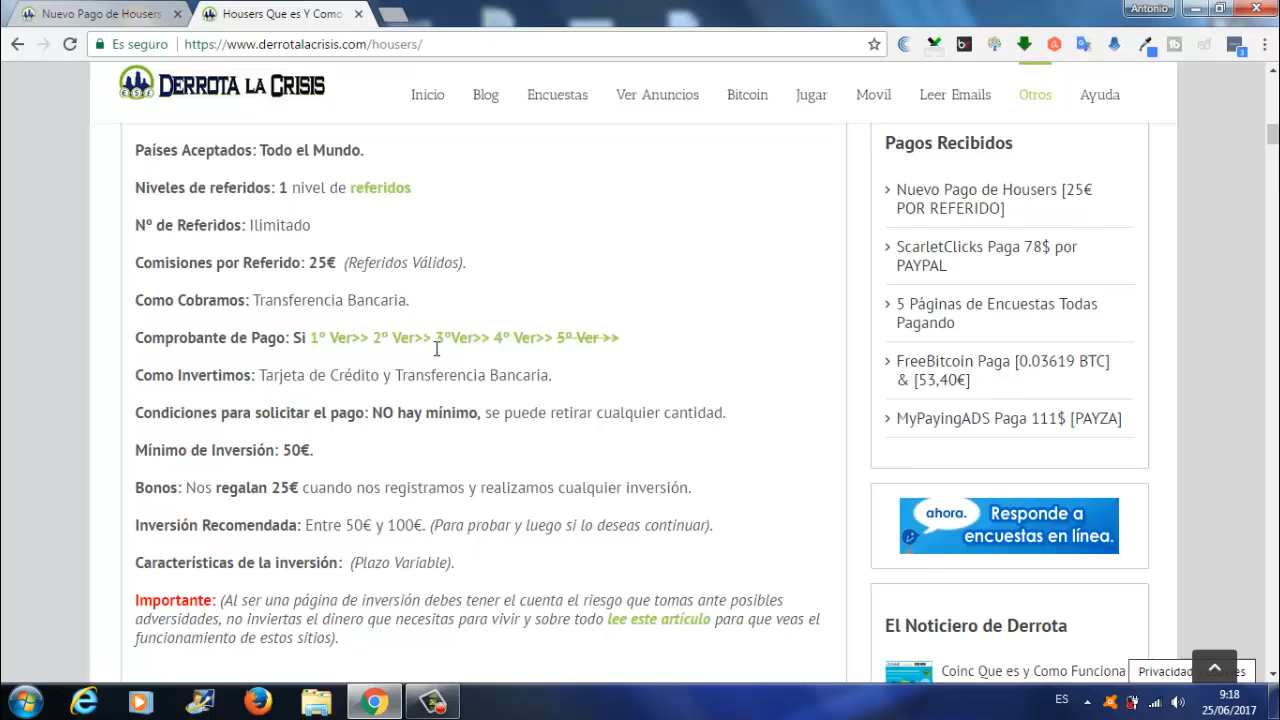 Nuevo Pago de Housers
Housers Que es Y Como
Antonio
Es seguro
https://www.derrotalacrisis.com/housers/
DERROTA LA CRISIS
Inicio
Blog
Encuestas
Ver Anuncios
Bitcoin
Jugar
Movil
Leer Emails
Otros
Ayuda
Países Aceptados: Todo el Mundo.
Niveles de referidos: 1 nivel de referidos
Nº de Referidos: Ilimitado
Comisiones por Referido: 25€ (Referidos Válidos).
Como Cobramos: Transferencia Bancaria.
Comprobante de Pago: Si 1º Ver>> 2º Ver>> 3ºVer>> 4º Ver>> 5º Ver >>
Como Invertimos: Tarjeta de Crédito y Transferencia Bancaria.
Condiciones para solicitar el pago: NO hay mínimo, se puede retirar cualquier cantidad.
Mínimo de Inversión: 50€.
Bonos: Nos regalan 25€ cuando nos registramos y realizamos cualquier inversión.
Inversión Recomendada: Entre 50€ y 100€. (Para probar y luego si lo deseas continuar).
Características de la inversión: (Plazo Variable).
Importante: (Al ser una página de inversión debes tener el cuenta el riesgo que tomas ante posibles
adversidades, no inviertas el dinero que necesitas para vivir y sobre todo lee este artículo para que veas el
funcionamiento de estos sitios).
Pagos Recibidos
Nuevo Pago de Housers [25€
POR REFERIDO]
ScarletClicks Paga 78$ por
PAYPAL
5 Páginas de Encuestas Todas
Pagando
FreeBitcoin Paga [0.03619 BTC]
& [53,40€]
MyPayingADS Paga 111$ [PAYZA]
ahora.
Responde a
encuestas en línea.
El Noticiero de Derrota
Coinc Que es y Como Funciona
Privacidad y Cookies
ES
9:18
25/06/2017